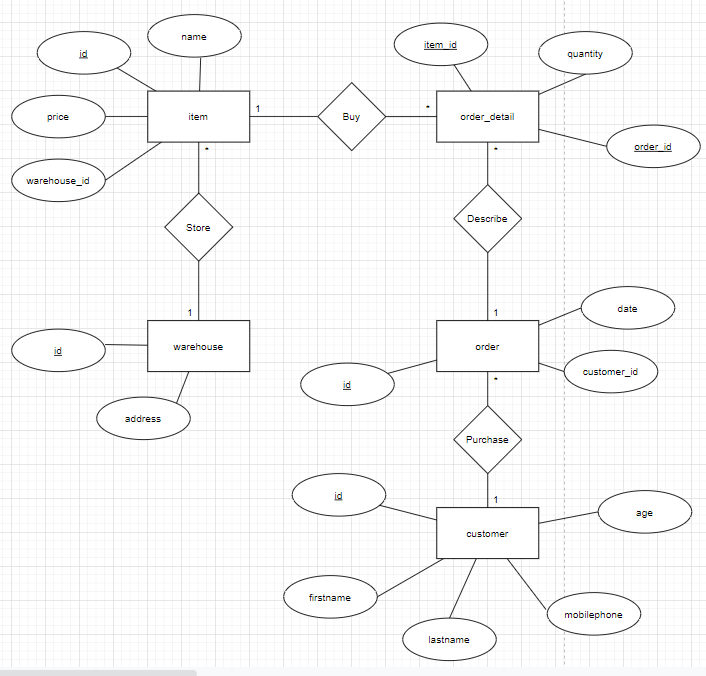 name
item_id
id
quantity
1
*
price
item
Buy
order_detail
order_id
*
*
warehouse_id
Describe
Store
date
1
1
warehouse
order
id
customer_id
*
id
address
Purchase
id
1
age
customer
firstname
mobilephone
lastname